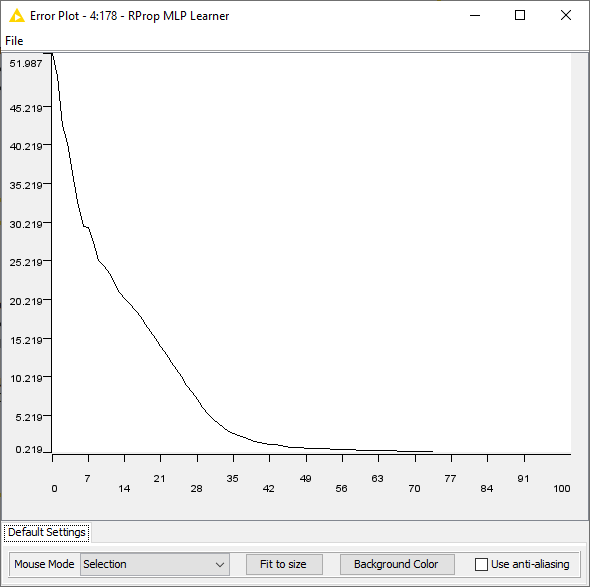 Error Plot - 4:178 - RProp MLP Learner
File
51.987
45.219
40.219
35.219
30.219
25.219
20.219
15.219
10.219
5.219
0.219
7 21 35 49 63 77 91
0 14 28 42 56 70 84 100
Default Settings
Mouse Mode Selection Fit to size Background Color Use anti-aliasing